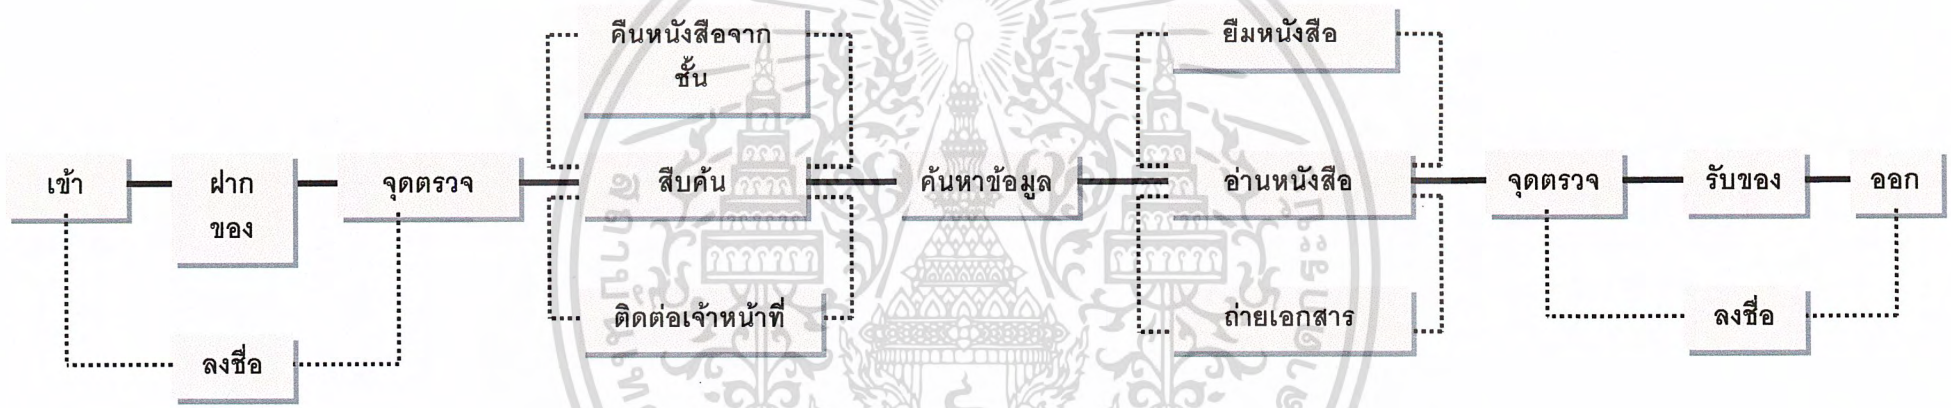 คืนหนังสือจาก
ชั้น
ยืมหนังสือ
เข้า
ฝาก
ของ
จุดตรวจ
สืบค้น
ค้นหาข้อมูล
อ่านหนังสือ
จุดตรวจ
รับของ
ออก
ลงชื่อ
ติดต่อเจ้าหน้าที่
ถ่ายเอกสาร
ลงชื่อ